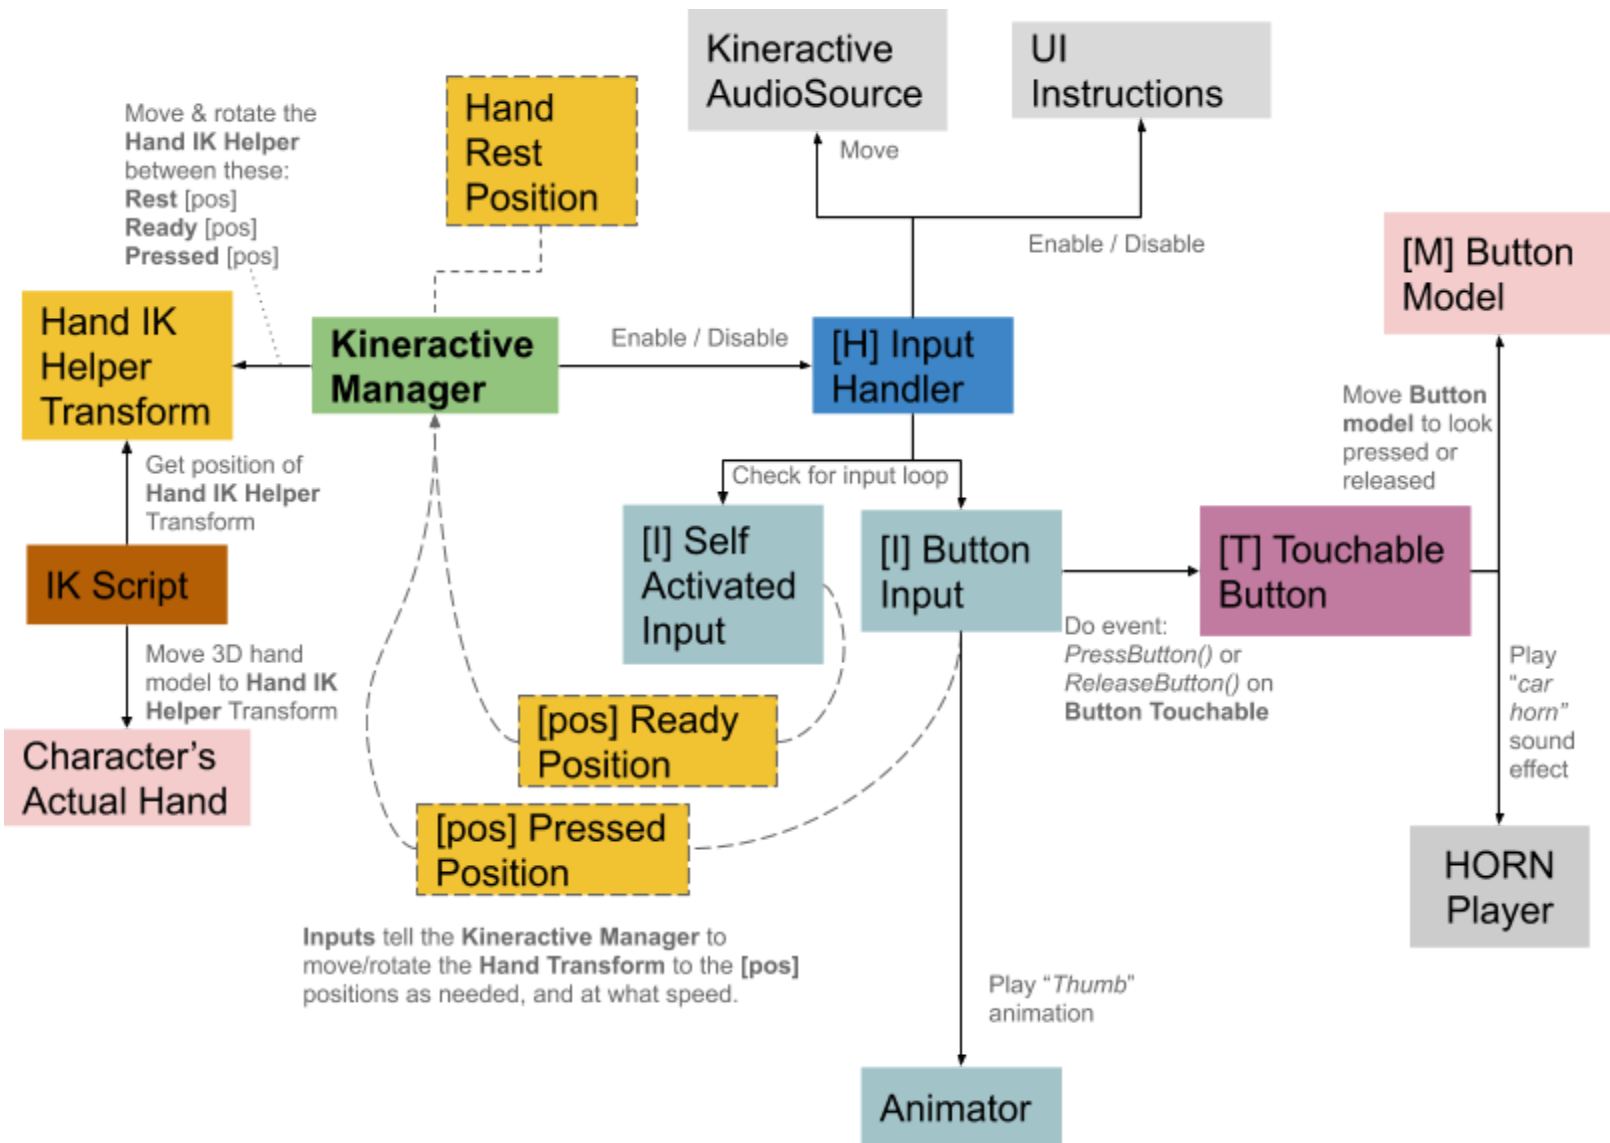 Kineractive
AudioSource
UI
Instructions
Hand
Rest
Position
Move & rotate the
Hand IK Helper
between these:
Rest [pos]
Ready [pos]
Pressed [pos]
Move
Enable / Disable
[M] Button
Model
Hand IK
Helper
Transform
Kineractive
Manager
Enable / Disable
[H] Input
Handler
Move Button
model to look
pressed or
released
Get position of
Hand IK Helper
Transform
Check for input loop
[I] Self
Activated
Input
[I] Button
Input
[T] Touchable
Button
IK Script
Do event:
PressButton() or
ReleaseButton() on
Button Touchable
Play
"car
horn"
sound
effect
Move 3D hand
model to Hand IK
Helper Transform
[pos] Ready
Position
Character's
Actual Hand
[pos] Pressed
Position
HORN
Player
Inputs tell the Kineractive Manager to
move/rotate the Hand Transform to the [pos]
positions as needed, and at what speed.
Play "Thumb"
animation
Animator